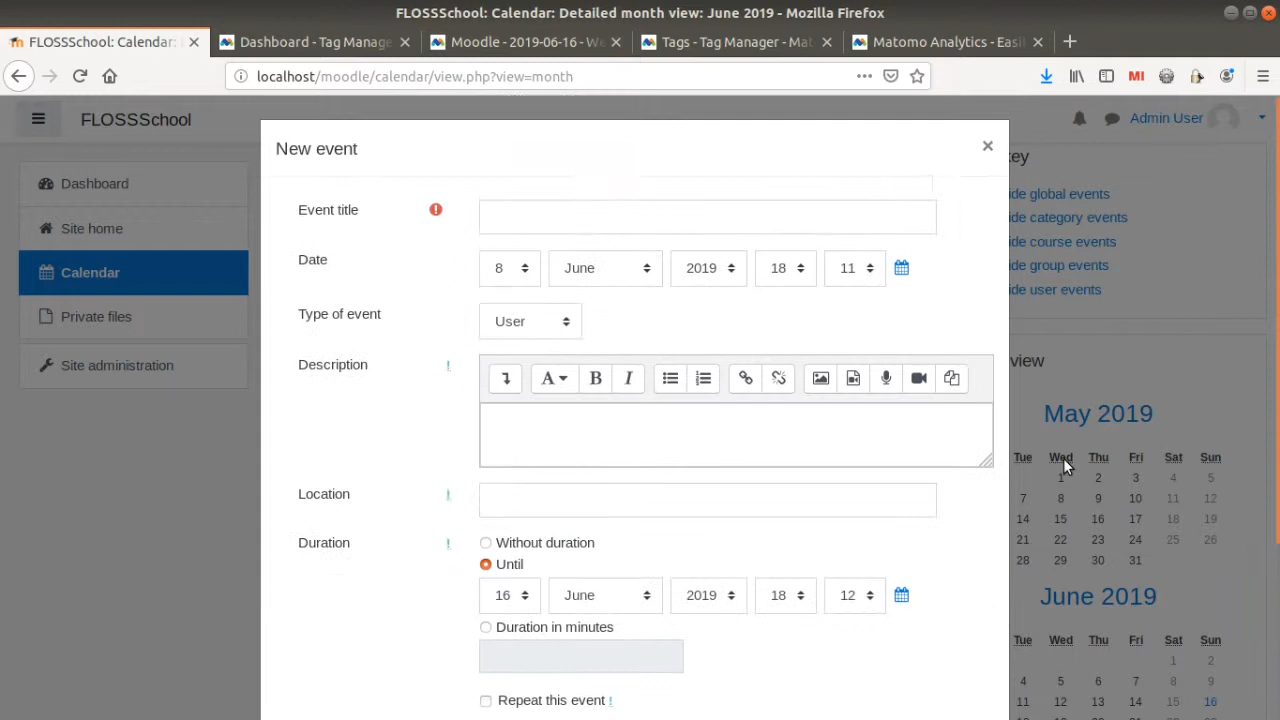 FLOSSSchool: Calendar: Detailed month view: June 2019 - Mozilla Firefox
FLOSSSchool: Calendar: Dashboard - Tag Manage Moodle - 2019-06-16 - We Tags - Tag Manager - Mat Matomo Analytics - Easil
localhost/moodle/calendar/view.php?view=month
MI
FLOSSSchool
Admin User
New event
key
Dashboard
ide global events
Event title
Site home
ide category events
ide course events
Date
8 June 2019 18 11
ide group events
Calendar
ide user events
Private files
Type of event
User
view
Site administration
Description
A B I
May 2019
Tue Wed Thu Fri Sat Sun
1 2 3 4 5
Location
7 8 9 10 11 12
14 15 16 17 18 19
Duration
Without duration
21 22 23 24 25 26
Until
28 29 30 31
16 June 2019 18 12
June 2019
Duration in minutes
Tue Wed Thu Fri Sat Sun
1 2
4 5 6 7 8 9
Repeat this event
11 12 13 14 15 16